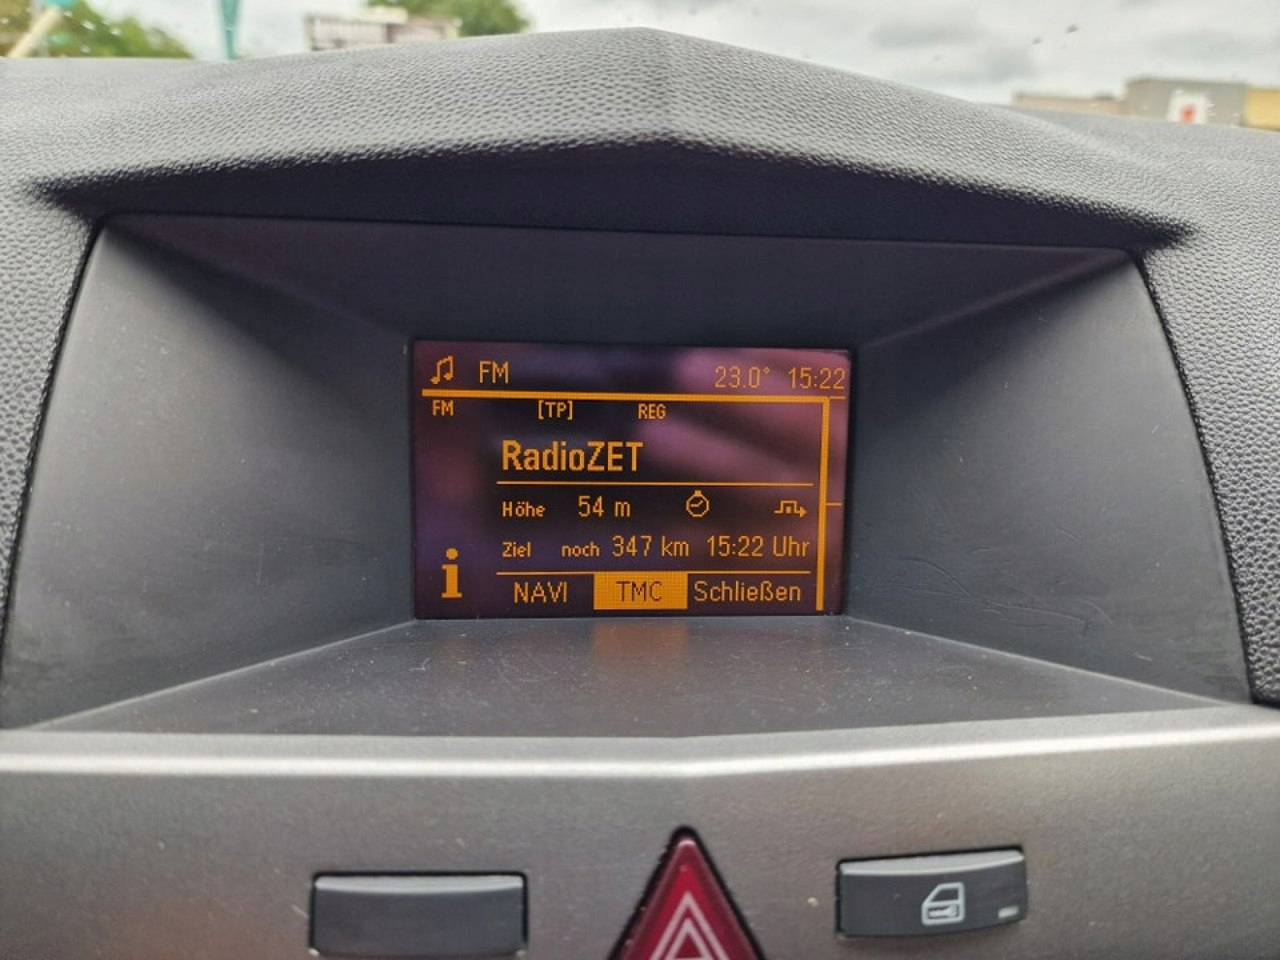 FM 23.0° 15:22
FM [TP] REG
RadioZET
Höhe 54 m
Ziel noch 347 km 15:22 Uhr
NAVI TMC Schließen